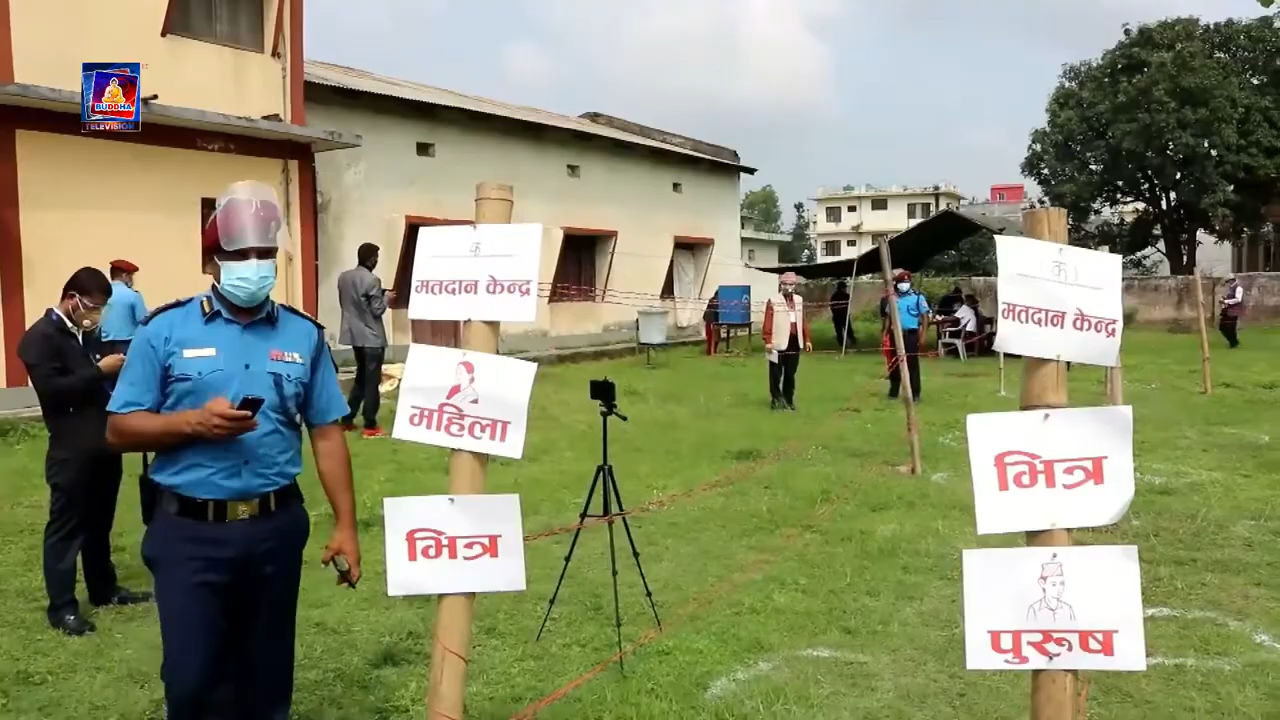 BUDDHA
TELEVISION
क
मतदान केन्द्र
महिला
भित्र
क
मतदान केन्द्र
भित्र
पुरूष